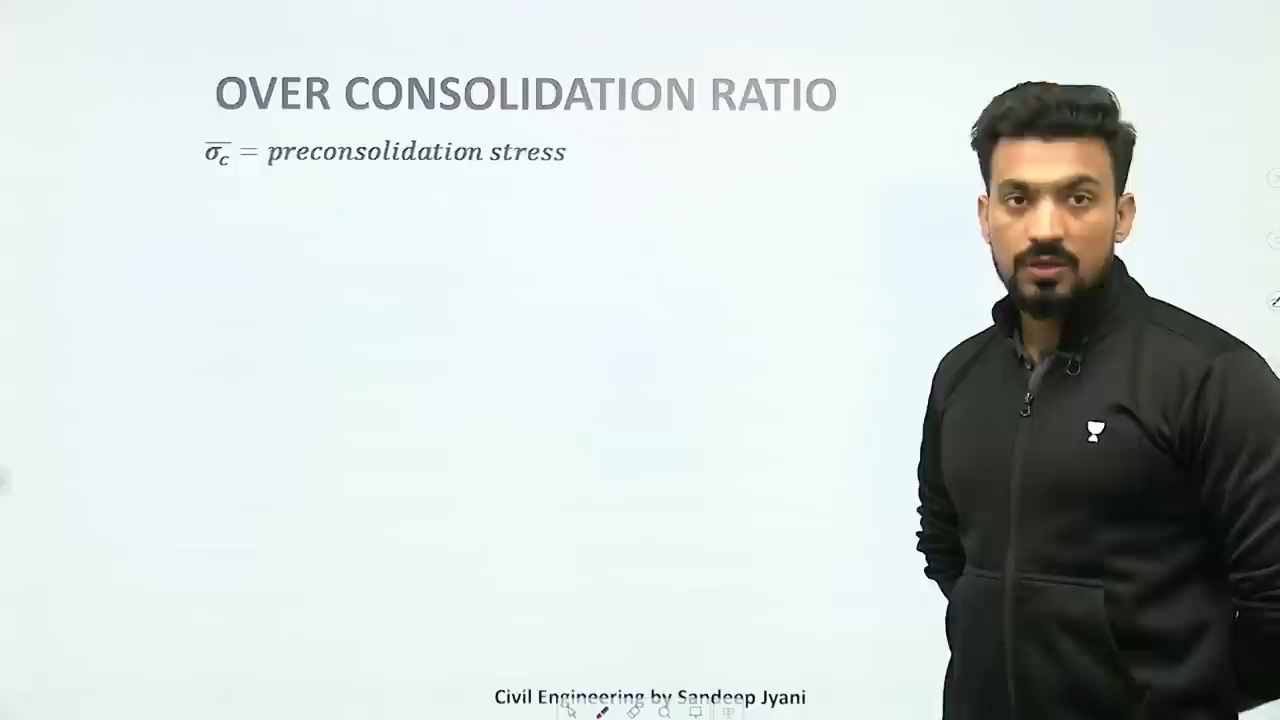 OVER CONSOLIDATION RATIO
σ̅c = preconsolidation stress
Civil Engineering by Sandeep Jyani